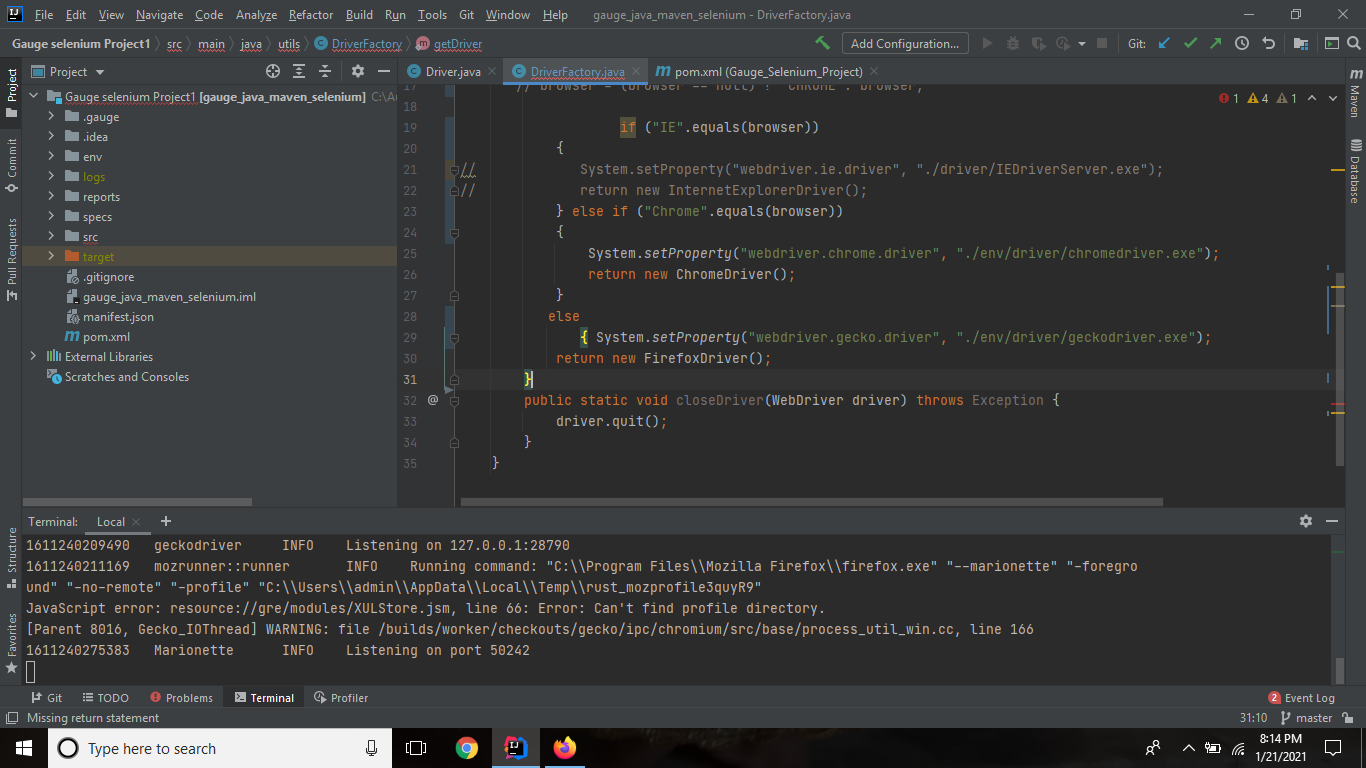 File Edit View Navigate Code Analyze Refactor Build Run Tools Git Window Help gauge_java_maven_selenium - DriverFactory.java
Gauge selenium Project1 src main java utils DriverFactory getDriver Add Configuration... Git:
Project Driver.java DriverFactory.java pom.xml (Gauge_Selenium_Project)
Gauge selenium Project1 [gauge_java_maven_selenium] C:\A
.gauge
.idea
env
logs
reports
specs
src
target
.gitignore
gauge_java_maven_selenium.iml
manifest.json
pom.xml
External Libraries
Scratches and Consoles
Project
Commit
Pull Requests
Structure
Favorites
Maven
Database
1 4 1
17 // browser = (browser == null) ? "CHROME": browser;
18
19 if ("IE".equals(browser))
20 {
21 // System.setProperty("webdriver.ie.driver", "./driver/IEDriverServer.exe");
22 // return new InternetExplorerDriver();
23 } else if ("Chrome".equals(browser))
24 {
25 System.setProperty("webdriver.chrome.driver", "./env/driver/chromedriver.exe");
26 return new ChromeDriver();
27 }
28 else
29 { System.setProperty("webdriver.gecko.driver", "./env/driver/geckodriver.exe");
30 return new FirefoxDriver();
31 }
32 @ public static void closeDriver(WebDriver driver) throws Exception {
33 driver.quit();
34 }
35 }
Terminal: Local +
1611240209490 geckodriver INFO Listening on 127.0.0.1:28790
1611240211169 mozrunner::runner INFO Running command: "C:\\Program Files\\Mozilla Firefox\\firefox.exe" "--marionette" "-foregro
und" "-no-remote" "-profile" "C:\\Users\\admin\\AppData\\Local\\Temp\\rust_mozprofile3quyR9"
JavaScript error: resource://gre/modules/XULStore.jsm, line 66: Error: Can't find profile directory.
[Parent 8016, Gecko_IOThread] WARNING: file /builds/worker/checkouts/gecko/ipc/chromium/src/base/process_util_win.cc, line 166
1611240275383 Marionette INFO Listening on port 50242
Git TODO Problems Terminal Profiler 2 Event Log
Missing return statement 31:10 master
Type here to search 8:14 PM
1/21/2021